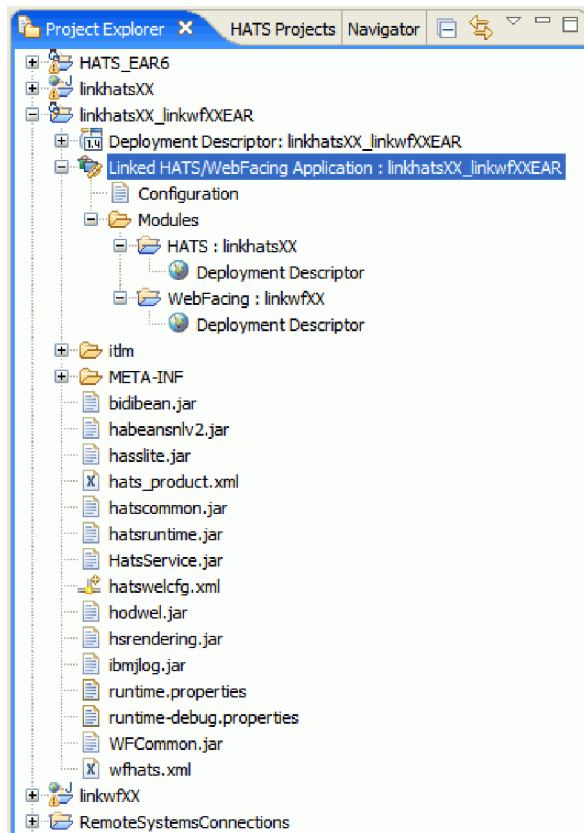 Project Explorer HATS Projects Navigator
HATS_EAR6
linkhatsXX
linkhatsXX_linkwfXXEAR
1.4 Deployment Descriptor: linkhatsXX_linkwfXXEAR
Linked HATS/WebFacing Application : linkhatsXX_linkwfXXEAR
Configuration
Modules
HATS : linkhatsXX
Deployment Descriptor
WebFacing : linkwfXX
Deployment Descriptor
itlm
META-INF
bidibean.jar
habeansnlv2.jar
hasslite.jar
X hats_product.xml
hatscommon.jar
hatsruntime.jar
HatsService.jar
hatswelcfg.xml
hodwel.jar
hsrendering.jar
ibmjlog.jar
runtime.properties
runtime-debug.properties
WFCommon.jar
X wfhats.xml
linkwfXX
RemoteSystemsConnections